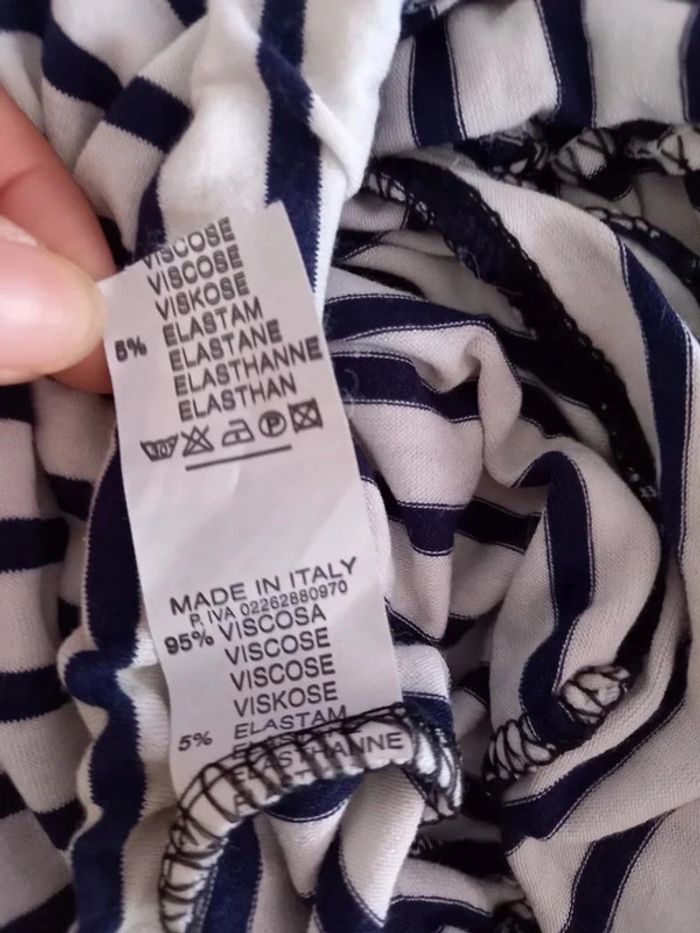 VISCOSE
VISCOSE
VISKOSE
5% ELASTAM
ELASTANE
ELASTHANNE
ELASTHAN
P
MADE IN ITALY
P. IVA 02262880970
95% VISCOSA
VISCOSE
VISCOSE
VISKOSE
5% ELASTAM